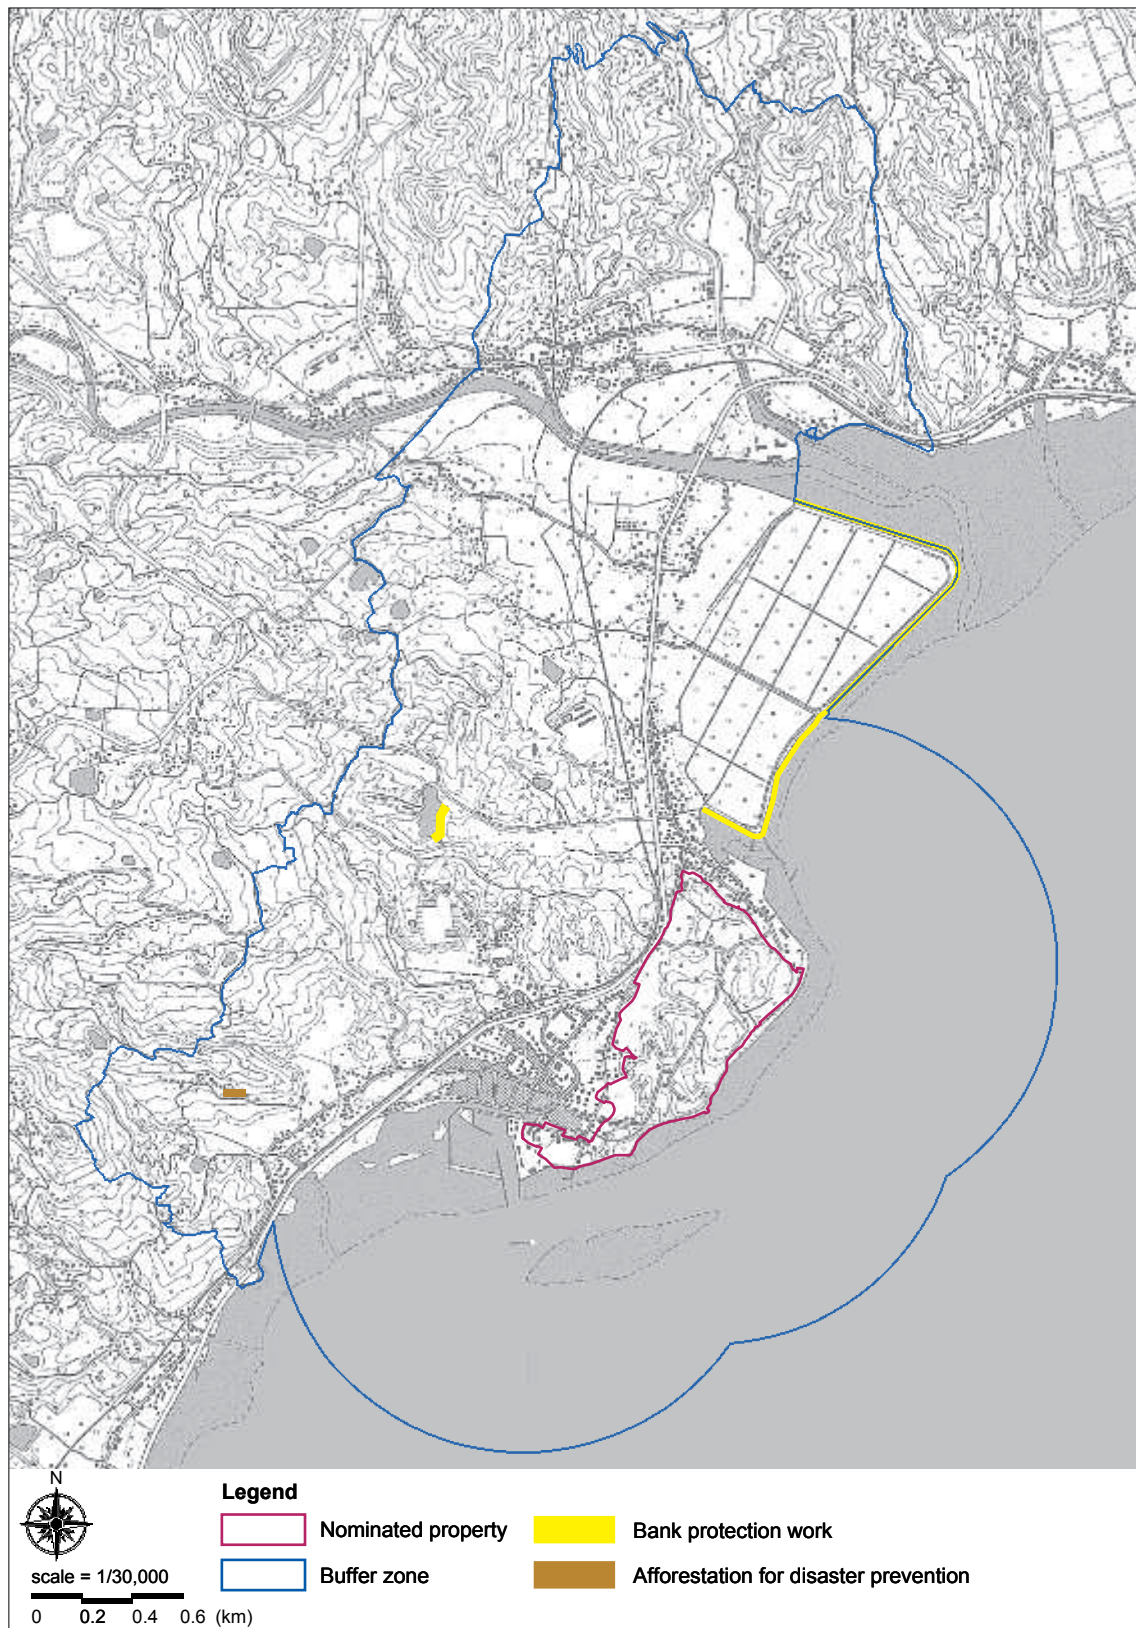 N
scale = 1/30,000
0 0.2 0.4 0.6 (km)
Legend
Nominated property
Buffer zone
Bank protection work
Afforestation for disaster prevention